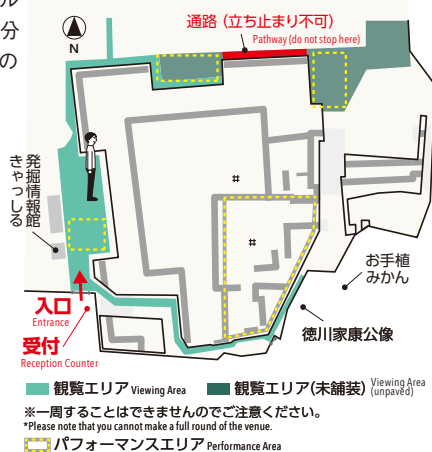 ル
分
の
N
通路（立ち止まり不可）
Pathway (do not stop here)
発掘情報館
きゃっしる
お手植
みかん
徳川家康公像
入口
Entrance
受付
Reception Counter
観覧エリア Viewing Area
観覧エリア(未舗装) Viewing Area (unpaved)
※一周することはできませんのでご注意ください。
*Please note that you cannot make a full round of the venue.
パフォーマンスエリア Performance Area